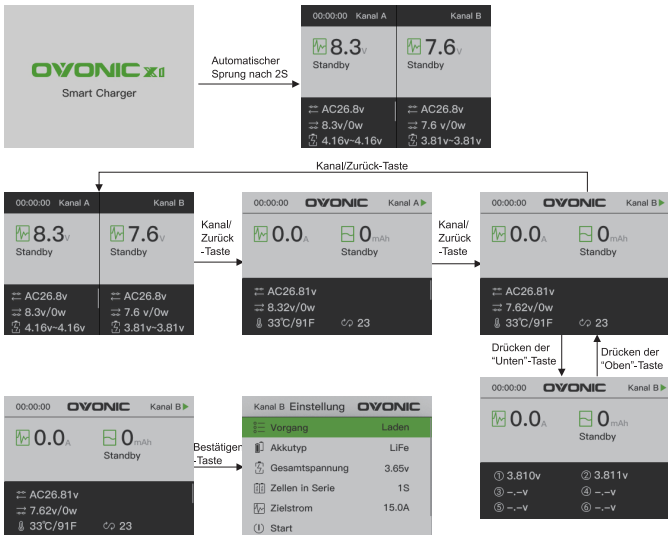 OVONIC X1
Smart Charger
Automatischer
Sprung nach 2S
00:00:00 Kanal A Kanal B
8.3v 7.6v
Standby Standby
AC26.8v AC26.8v
8.3v/0w 7.6 v/0w
4.16v~4.16v 3.81v~3.81v
Kanal/Zurück-Taste
00:00:00 Kanal A Kanal B
8.3v 7.6v
Standby Standby
AC26.8v AC26.8v
8.3v/0w 7.6 v/0w
4.16v~4.16v 3.81v~3.81v
Kanal/
Zurück
-Taste
00:00:00 OVONIC Kanal A
0.0A 0mAh
Standby
AC26.81v
8.32v/0w
33℃/91F 23
Kanal/
Zurück
-Taste
00:00:00 OVONIC Kanal B
0.0A 0mAh
Standby
AC26.81v
7.62v/0w
33℃/91F 23
Drücken der
“Unten”-Taste
Drücken der
“Oben”-Taste
00:00:00 OVONIC Kanal B
0.0A 0mAh
Standby
① 3.810v ② 3.811v
③ –.–v ④ –.–v
⑤ –.–v ⑥ –.–v
00:00:00 OVONIC Kanal B
0.0A 0mAh
Standby
AC26.81v
7.62v/0w
33℃/91F 23
Bestätigen
-Taste
Kanal B Einstellung OVONIC
Vorgang Laden
Akkutyp LiFe
Gesamtspannung 3.65v
Zellen in Serie 1S
Zielstrom 15.0A
Start